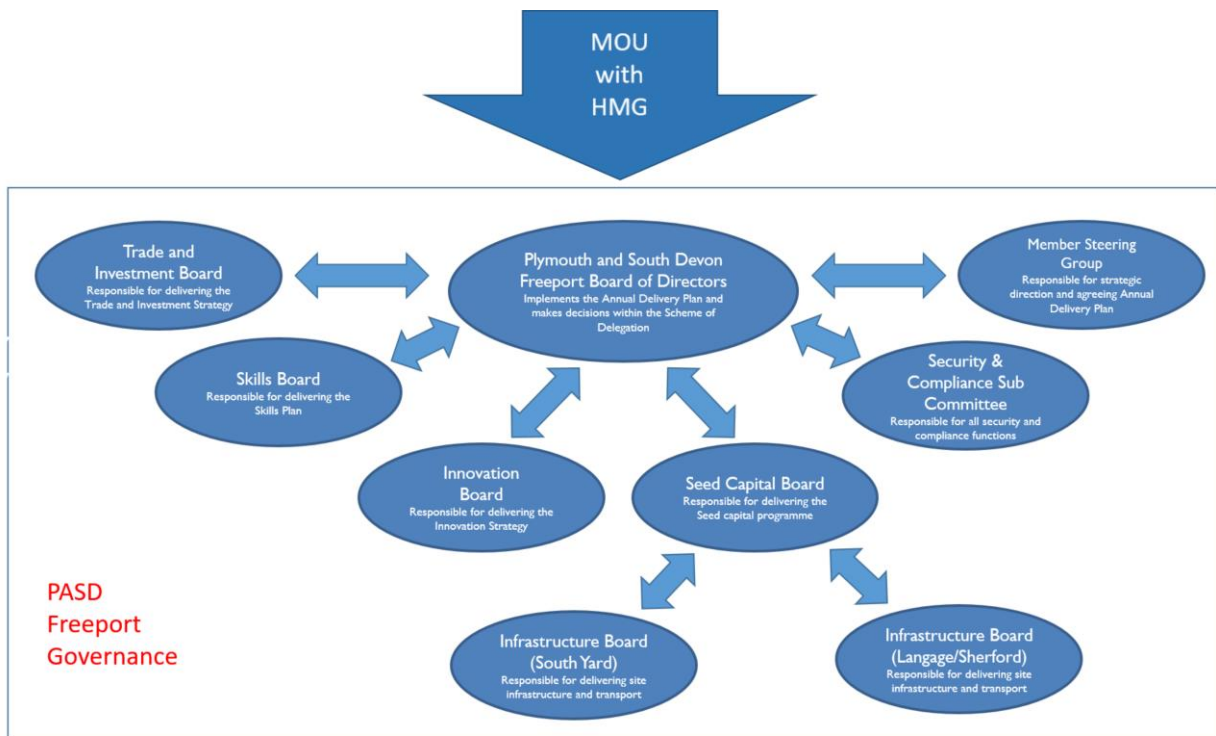 MOU
with
HMG
Trade and
Investment Board
Responsible for delivering the
Trade and Investment Strategy
Plymouth and South Devon
Freeport Board of Directors
Implements the Annual Delivery Plan and
makes decisions within the Scheme of
Delegation
Member Steering
Group
Responsible for strategic
direction and agreeing Annual
Delivery Plan
Skills Board
Responsible for delivering the
Skills Plan
Security &
Compliance Sub
Committee
Responsible for all security and
compliance functions
Innovation
Board
Responsible for delivering the
Innovation Strategy
Seed Capital Board
Responsible for delivering the
Seed capital programme
PASD
Freeport
Governance
Infrastructure Board
(South Yard)
Responsible for delivering site
infrastructure and transport
Infrastructure Board
(Langage/Sherford)
Responsible for delivering site
infrastructure and transport